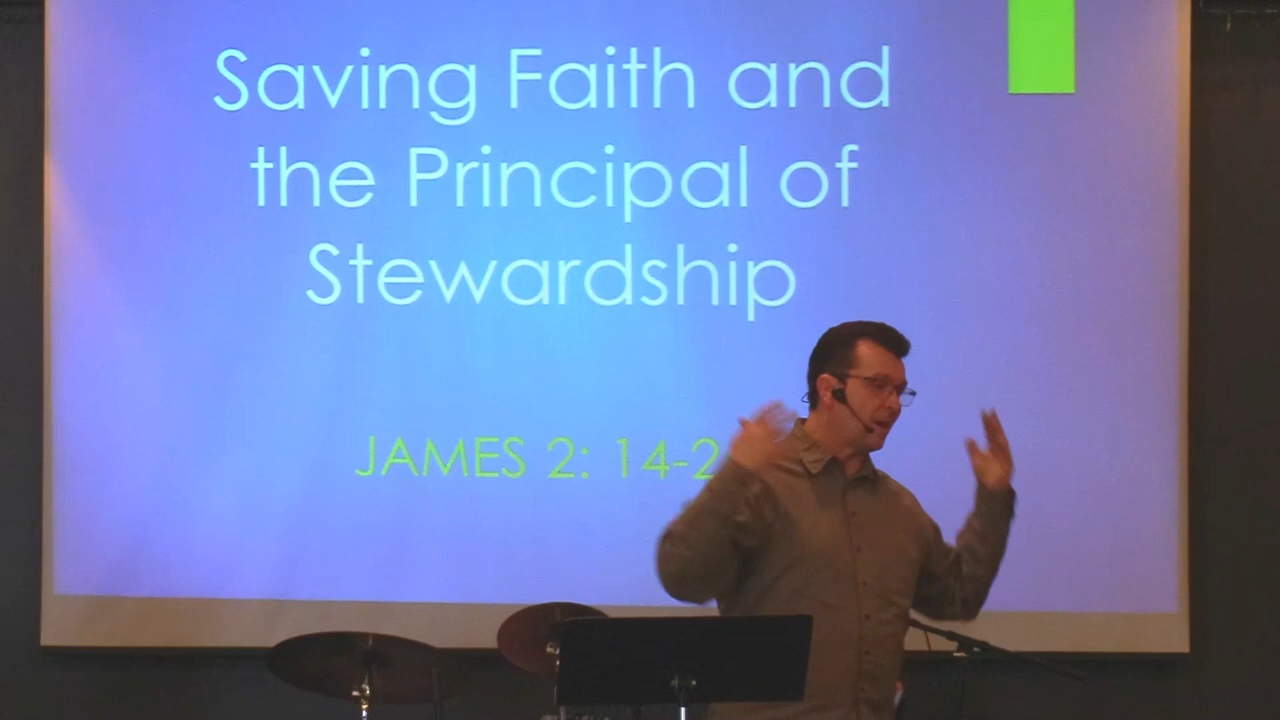 Saving Faith and
the Principal of
Stewardship
JAMES 2: 14-2